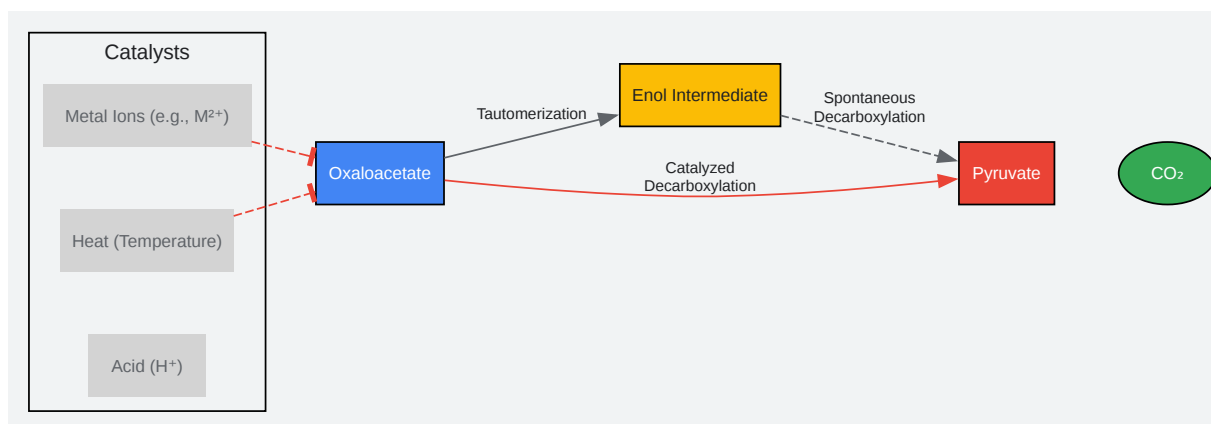 Catalysts
Metal Ions (e.g., M²⁺)
Heat (Temperature)
Acid (H⁺)
Oxaloacetate
Tautomerization
Enol Intermediate
Spontaneous
Decarboxylation
Catalyzed
Decarboxylation
Pyruvate
CO₂